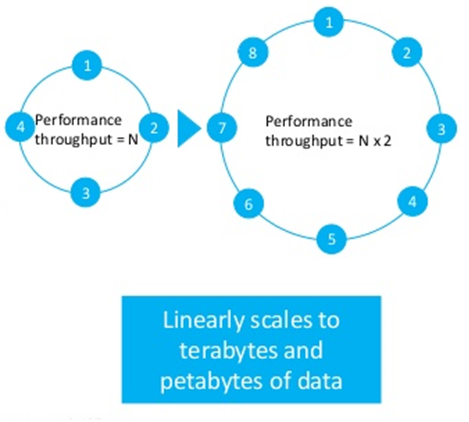 1
4
Performance
throughput = N
2
3
1
8
2
7
Performance
throughput = N x 2
3
6
4
5
Linearly scales to
terabytes and
petabytes of data